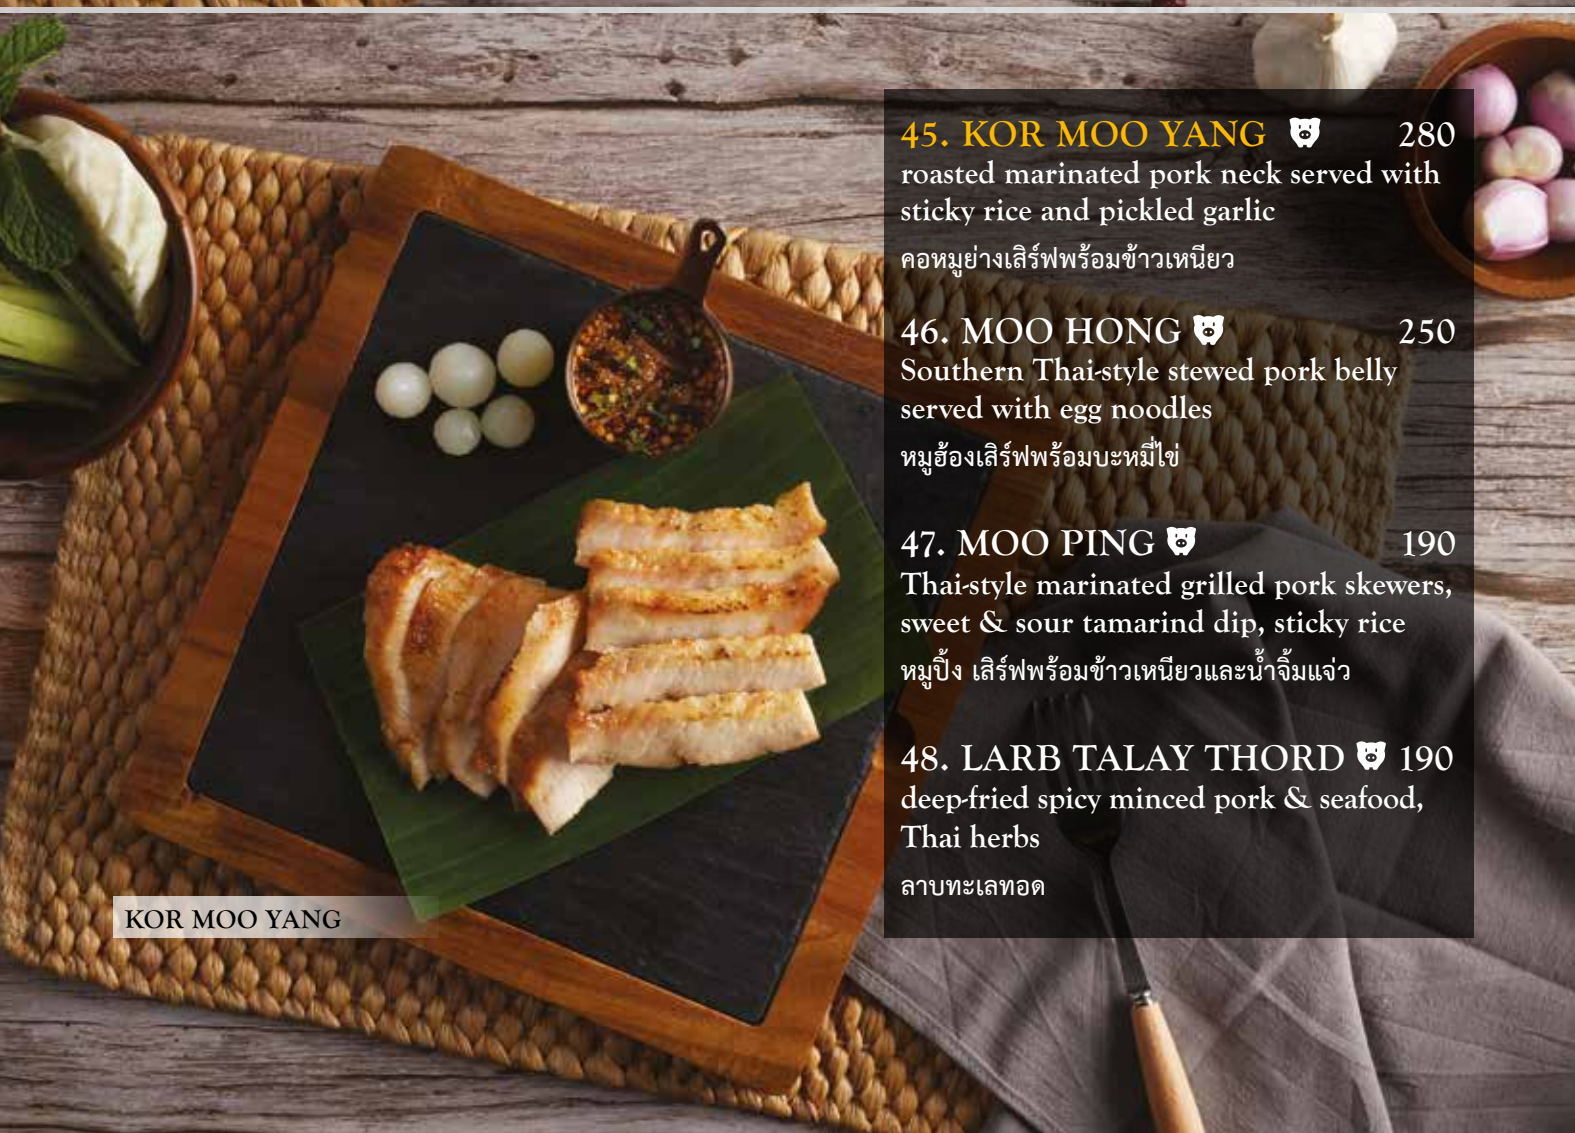 45. KOR MOO YANG 280
roasted marinated pork neck served with
sticky rice and pickled garlic
คอหมูย่างเสิร์ฟพร้อมข้าวเหนียว
46. MOO HONG 250
Southern Thai-style stewed pork belly
served with egg noodles
หมูฮ้องเสิร์ฟพร้อมบะหมี่ไข่
47. MOO PING 190
Thai-style marinated grilled pork skewers,
sweet & sour tamarind dip, sticky rice
หมูปิ้ง เสิร์ฟพร้อมข้าวเหนียวและน้ำจิ้มแจ่ว
48. LARB TALAY THORD 190
deep-fried spicy minced pork & seafood,
Thai herbs
ลาบทะเลทอด
KOR MOO YANG